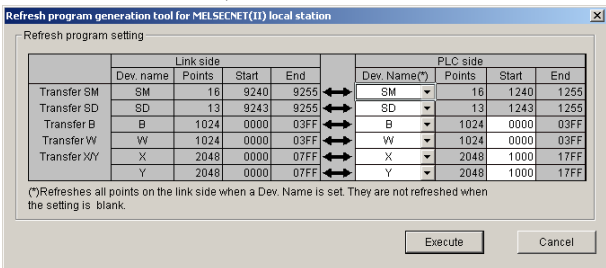 Refresh program generation tool for MELSECNET(II) local station
Refresh program setting
Link side PLC side
Dev. name Points Start End Dev. Name(*) Points Start End
Transfer SM SM 16 9240 9255 SM 16 1240 1255
Transfer SD SD 13 9243 9255 SD 13 1243 1255
Transfer B B 1024 0000 03FF B 1024 0000 03FF
Transfer W W 1024 0000 03FF W 1024 0000 03FF
Transfer X/Y X 2048 0000 07FF X 2048 1000 17FF
Y 2048 0000 07FF Y 2048 1000 17FF
(*)Refreshes all points on the link side when a Dev. Name is set. They are not refreshed when
the setting is blank.
Execute Cancel